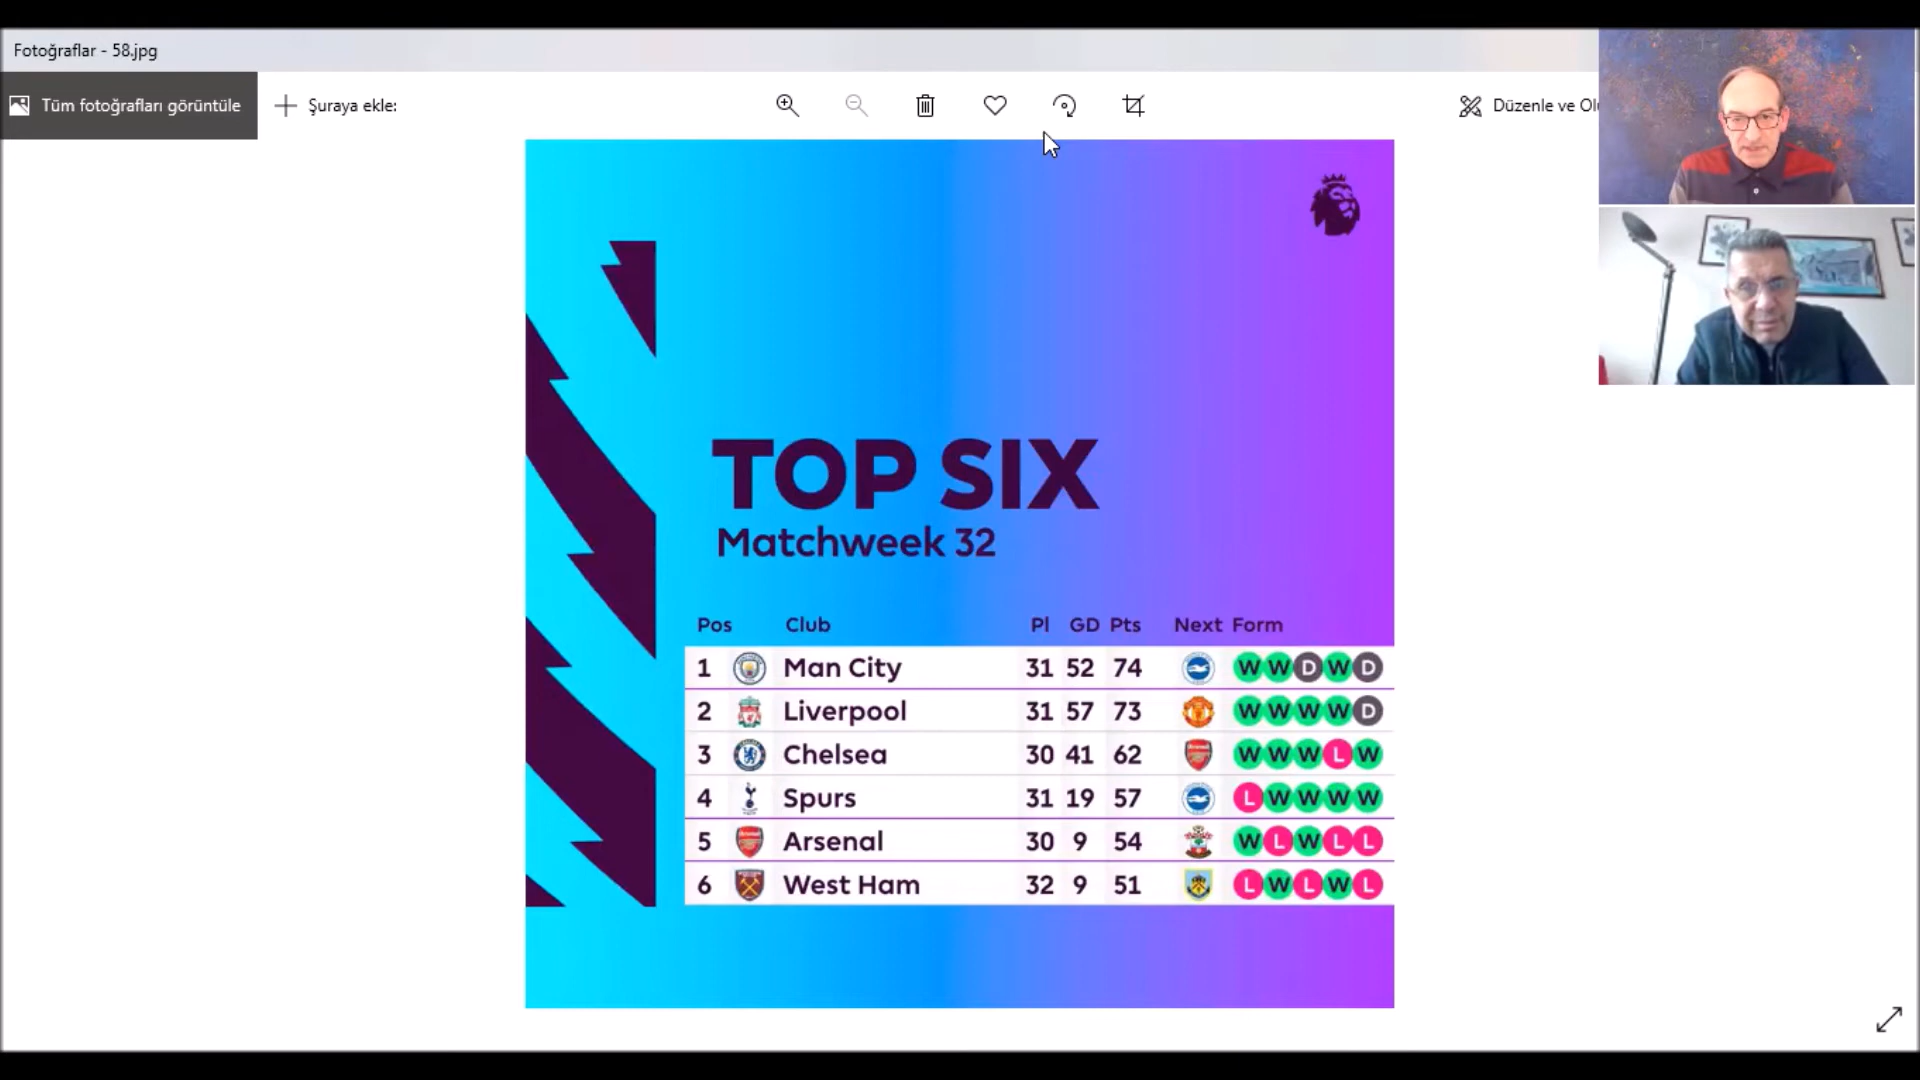 Fotoğraflar - 58.jpg
Tüm fotoğrafları görüntüle
Şuraya ekle:
Düzenle ve Ol
TOP SIX
Matchweek 32
Pos Club Pl GD Pts Next Form
1 Man City 31 52 74 W W D W D
2 Liverpool 31 57 73 W W W W D
3 Chelsea 30 41 62 W W W L W
4 Spurs 31 19 57 L W W W W
5 Arsenal 30 9 54 W L W L L
6 West Ham 32 9 51 L W L W L